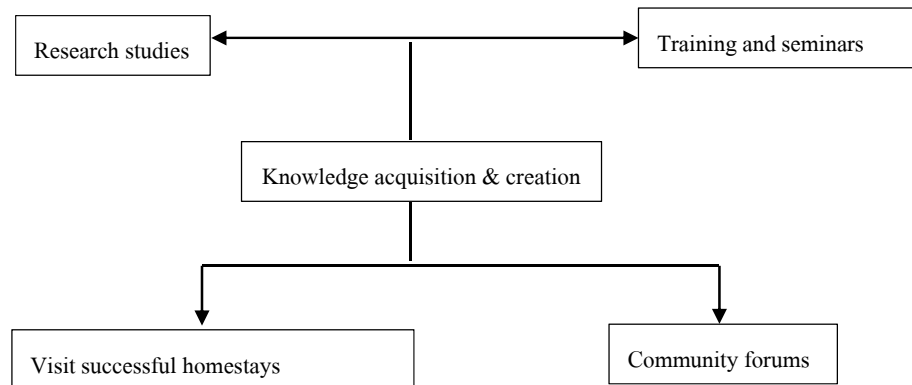 Research studies
Training and seminars
Knowledge acquisition & creation
Visit successful homestays
Community forums